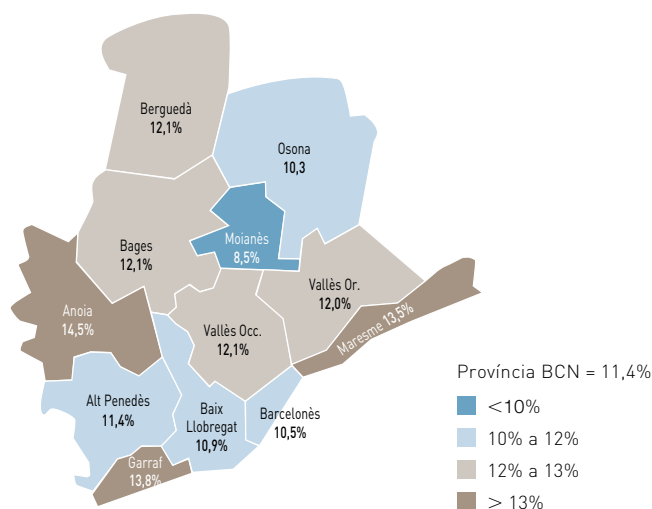 Berguedà
12,1%
Osona
10,3
Moianès
8,5%
Bages
12,1%
Vallès Or.
12,0%
Anoia
14,5%
Maresme 13,5%
Vallès Occ.
12,1%
Alt Penedès
11,4%
Baix
Llobregat
10,9%
Barcelonès
10,5%
Garraf
13,8%
Província BCN = 11,4%
<10%
10% a 12%
12% a 13%
> 13%